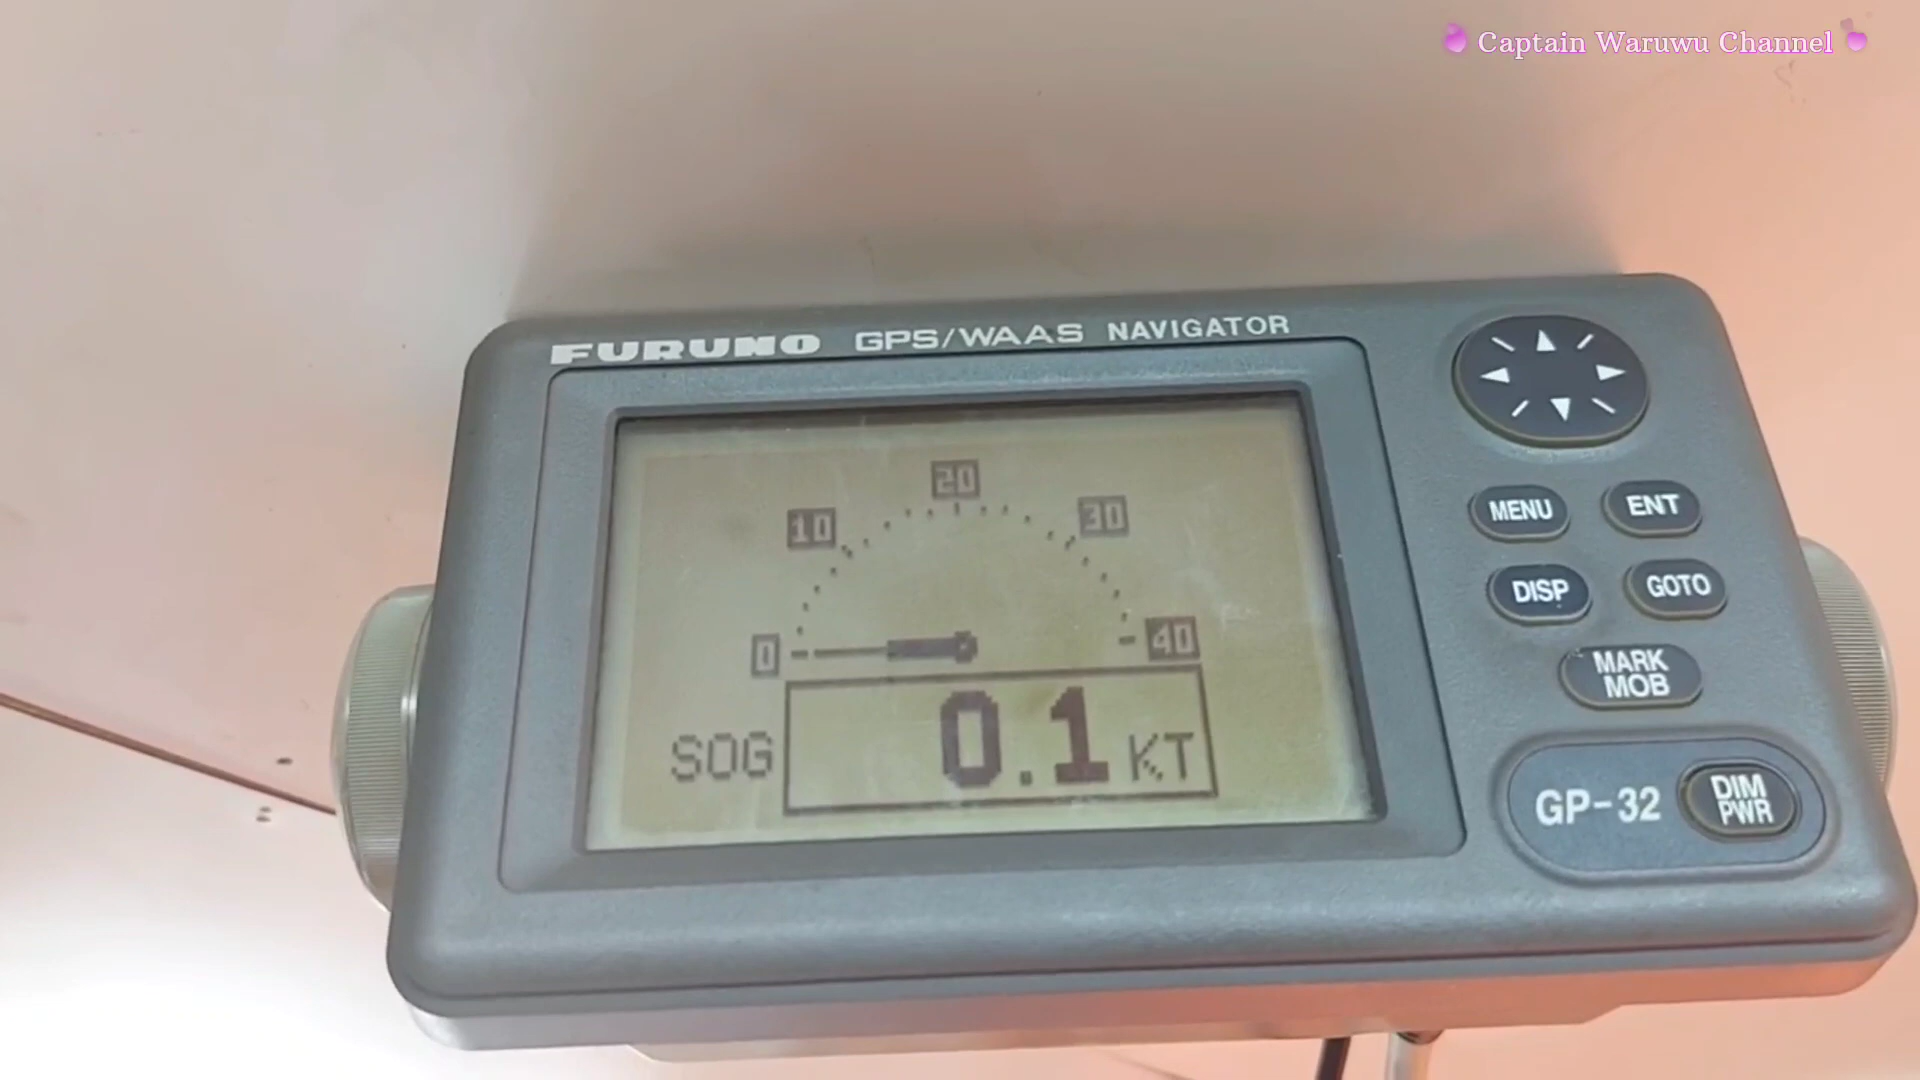 Captain Waruwu Channel
FURUNO GPS/WAAS NAVIGATOR
20
10
30
0
40
SOG 0.1 KT
MENU
ENT
DISP
GOTO
MARK
MOB
GP-32
DIM
PWR